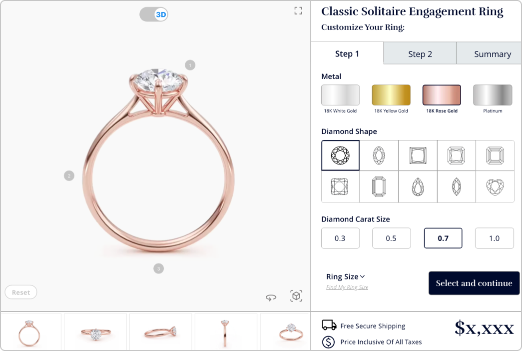 3D
Classic Solitaire Engagement Ring
Customize Your Ring:
Step 1
Step 2
Summary
Metal
18K White Gold
18K Yellow Gold
18K Rose Gold
Platinum
Diamond Shape
Diamond Carat Size
0.3
0.5
0.7
1.0
Ring Size
Find My Ring Size
Select and continue
Reset
Free Secure Shipping
Price Inclusive Of All Taxes
$x,xxx